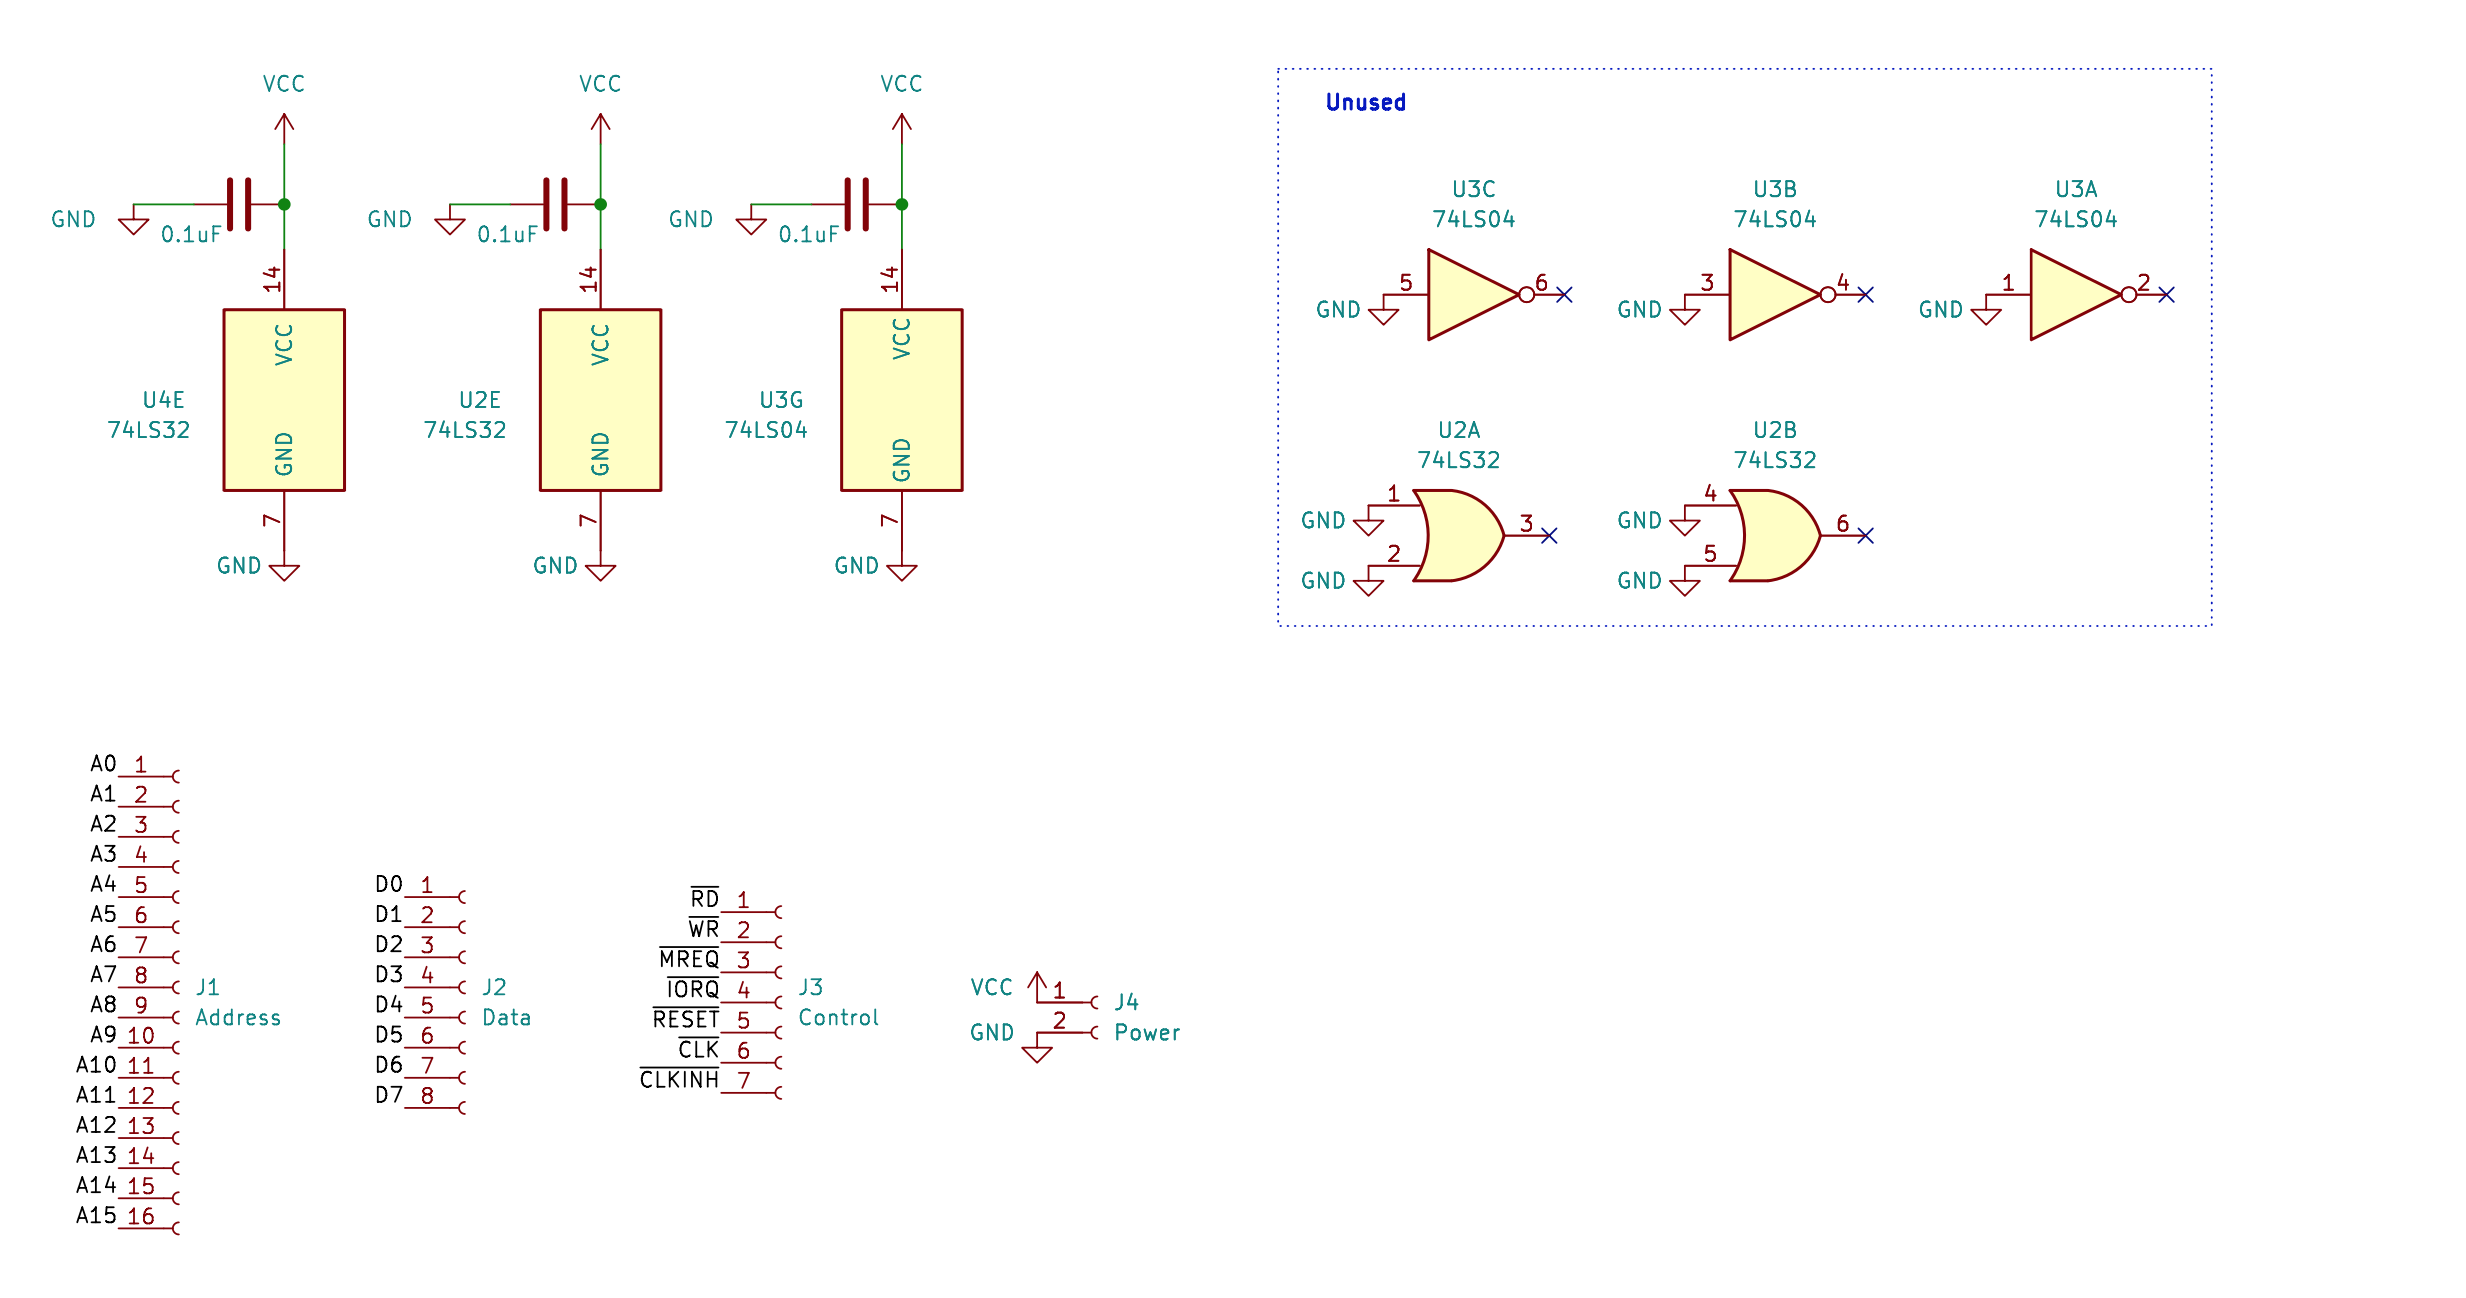 VCC
GND
0.1uF
14
VCC
U4E
74LS32
GND
7
GND
VCC
GND
0.1uF
14
VCC
U2E
74LS32
GND
7
GND
VCC
GND
0.1uF
14
VCC
U3G
74LS04
GND
7
GND
Unused
U3C
74LS04
5
6
GND
U3B
74LS04
3
4
GND
U3A
74LS04
1
2
GND
U2A
74LS32
1
GND
3
2
GND
U2B
74LS32
4
GND
6
5
GND
A0 1
A1 2
A2 3
A3 4
A4 5
A5 6
A6 7
A7 8
A8 9
A9 10
A10 11
A11 12
A12 13
A13 14
A14 15
A15 16
J1
Address
D0 1
D1 2
D2 3
D3 4
D4 5
D5 6
D6 7
D7 8
J2
Data
RD 1
WR 2
MREQ 3
IORQ 4
RESET 5
CLK 6
CLKINH 7
J3
Control
VCC 1
GND 2
J4
Power